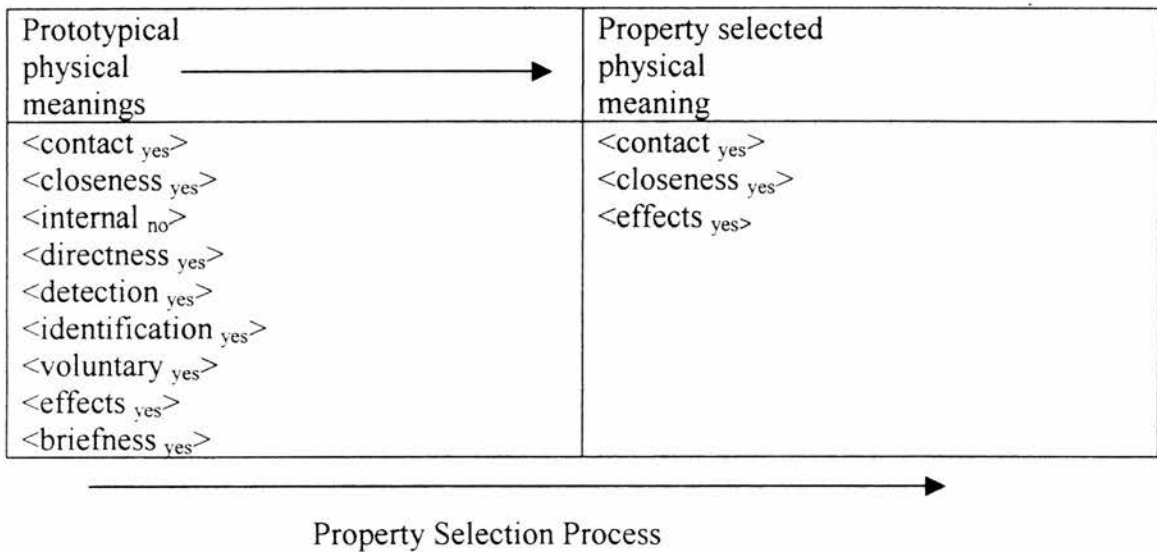 Prototypical
physical
meanings
Property selected
physical
meaning
<contact yes>
<closeness yes>
<internal no>
<directness yes>
<detection yes>
<identification yes>
<voluntary yes>
<effects yes>
<briefness yes>
<contact yes>
<closeness yes>
<effects yes>
Property Selection Process